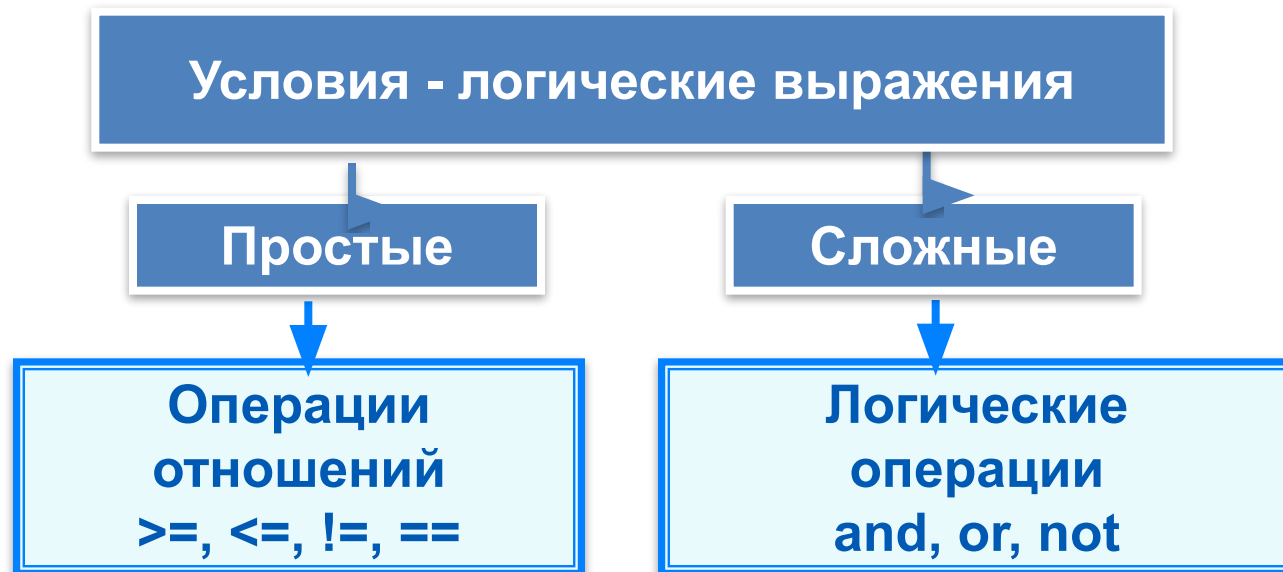 Условия - логические выражения
Простые
Сложные
Операции
отношений
>=, <=, !=, ==
Логические
операции
and, or, not